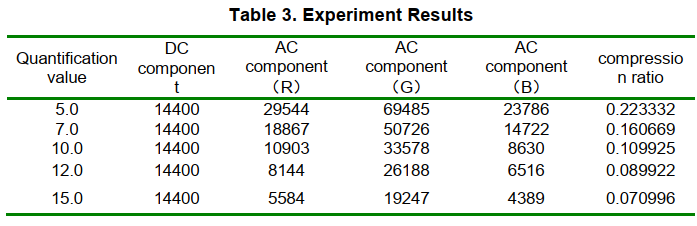 Table 3. Experiment Results
Quantification value DC componen t AC component (R) AC component (G) AC component (B) compressio n ratio
5.0 14400 29544 69485 23786 0.223332
7.0 14400 18867 50726 14722 0.160669
10.0 14400 10903 33578 8630 0.109925
12.0 14400 8144 26188 6516 0.089922
15.0 14400 5584 19247 4389 0.070996